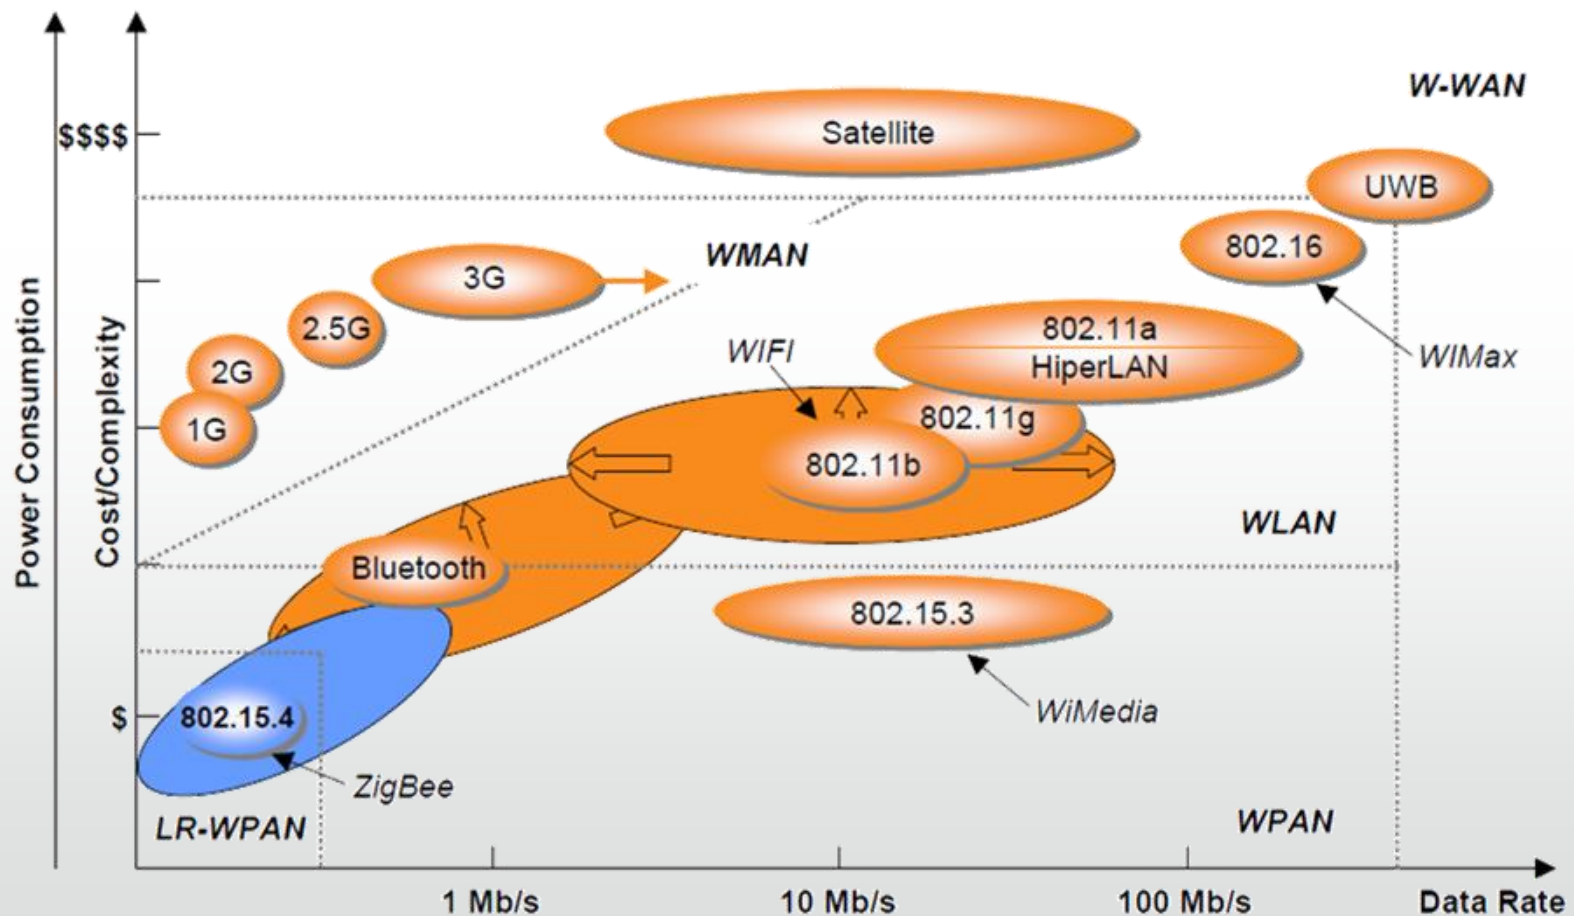 W-WAN
$$$$
Satellite
UWB
802.16
WMAN
3G
2.5G
802.11a
HiperLAN
WIFI
WIMax
2G
1G
802.11g
802.11b
Power Consumption
Cost/Complexity
WLAN
Bluetooth
802.15.3
WiMedia
$
802.15.4
ZigBee
LR-WPAN
WPAN
1 Mb/s
10 Mb/s
100 Mb/s
Data Rate